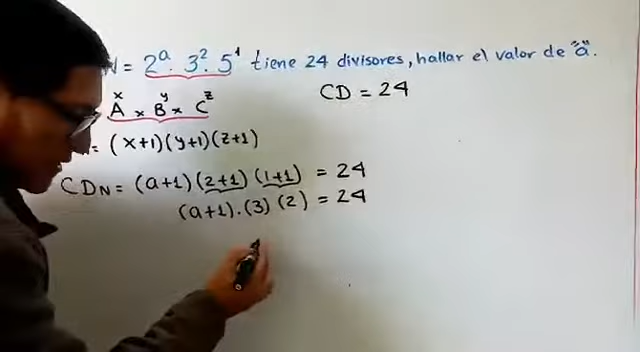 N = 2ᵃ. 3². 5¹ tiene 24 divisores, hallar el valor de "a".
Aˣ × Bʸ × Cᶻ
CD = 24
= (x+1)(y+1)(z+1)
CDN = (a+1)(2+1)(1+1) = 24
(a+1).(3)(2) = 24